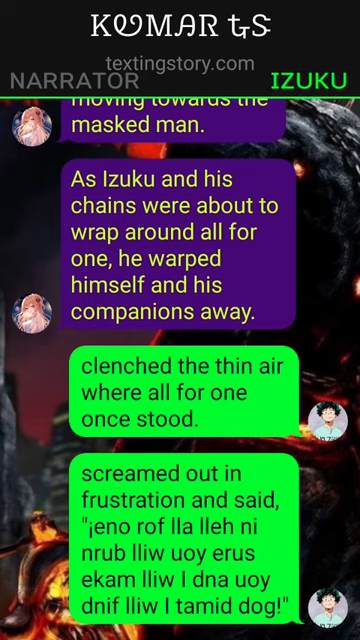 KUMAR TS
textingstory.com
NARRATOR IZUKU
moving towards the
masked man.
As Izuku and his
chains were about to
wrap around all for
one, he warped
himself and his
companions away.
clenched the thin air
where all for one
once stood.
screamed out in
frustration and said,
"¡eno rof lla lleh ni
nrub lliw uoy erus
ekam lliw I dna uoy
dnif lliw I tamid dog!"